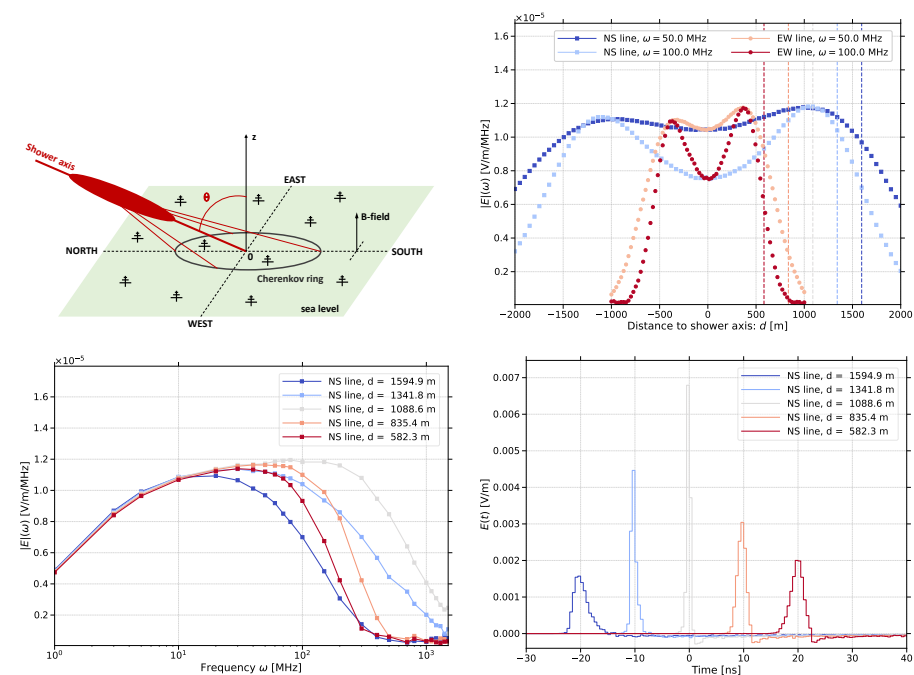 z
Shower axis
θ
EAST
B-field
NORTH
0
SOUTH
Cherenkov ring
sea level
WEST
×10⁻⁵
NS line, ω = 50.0 MHz
NS line, ω = 100.0 MHz
EW line, ω = 50.0 MHz
EW line, ω = 100.0 MHz
1.6
1.4
1.2
1.0
0.8
0.6
0.4
0.2
|E|(ω) [V/m/MHz]
−2000 −1500 −1000 −500 0 500 1000 1500 2000
Distance to shower axis: d [m]
×10⁻⁵
NS line, d = 1594.9 m
NS line, d = 1341.8 m
NS line, d = 1088.6 m
NS line, d = 835.4 m
NS line, d = 582.3 m
1.6
1.4
1.2
1.0
0.8
0.6
0.4
0.2
|E|(ω) [V/m/MHz]
10⁰ 10¹ 10² 10³
Frequency ω [MHz]
NS line, d = 1594.9 m
NS line, d = 1341.8 m
NS line, d = 1088.6 m
NS line, d = 835.4 m
NS line, d = 582.3 m
0.007
0.006
0.005
0.004
0.003
0.002
0.001
0.000
E(t) [V/m]
−30 −20 −10 0 10 20 30 40
Time [ns]